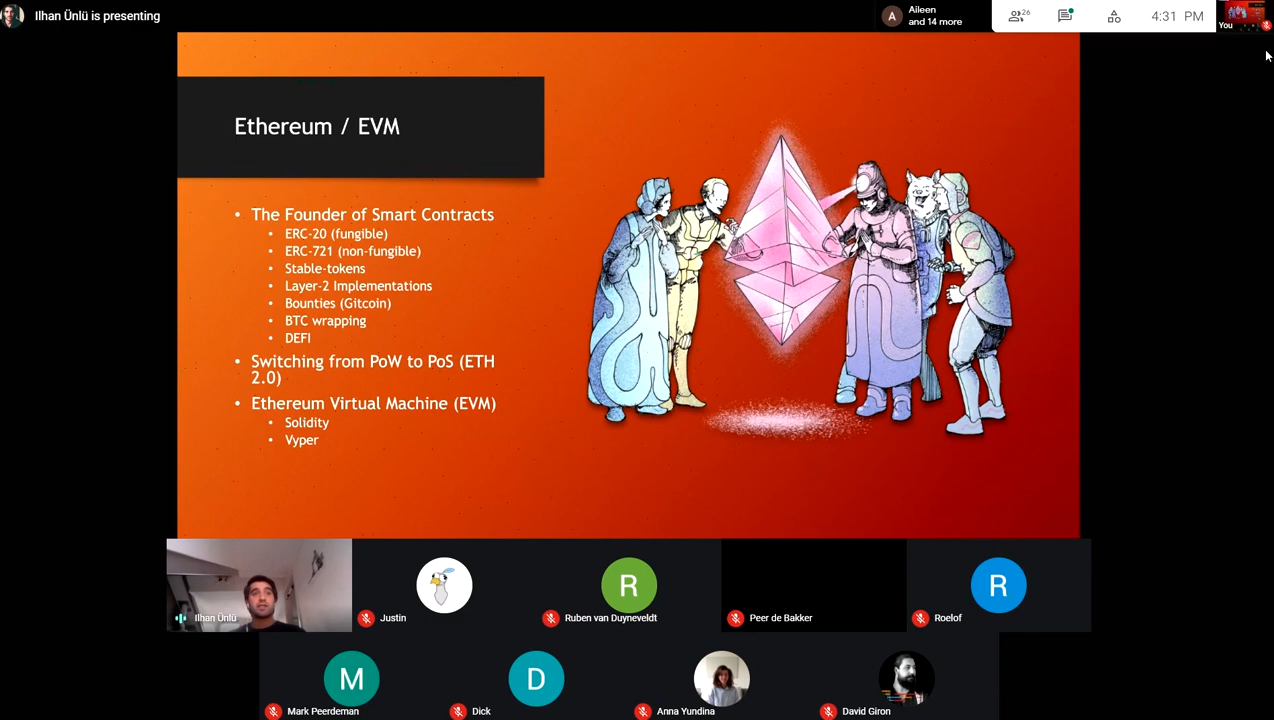 Ilhan Ünlü is presenting
A
Aileen
and 14 more
26
4:31 PM
You
Ethereum / EVM
• The Founder of Smart Contracts
• ERC-20 (fungible)
• ERC-721 (non-fungible)
• Stable-tokens
• Layer-2 Implementations
• Bounties (Gitcoin)
• BTC wrapping
• DEFI
• Switching from PoW to PoS (ETH
2.0)
• Ethereum Virtual Machine (EVM)
• Solidity
• Vyper
Ilhan Ünlü
Justin
R
Ruben van Duyneveldt
Peer de Bakker
R
Roelof
M
Mark Peerdeman
D
Dick
Anna Yundina
David Giron